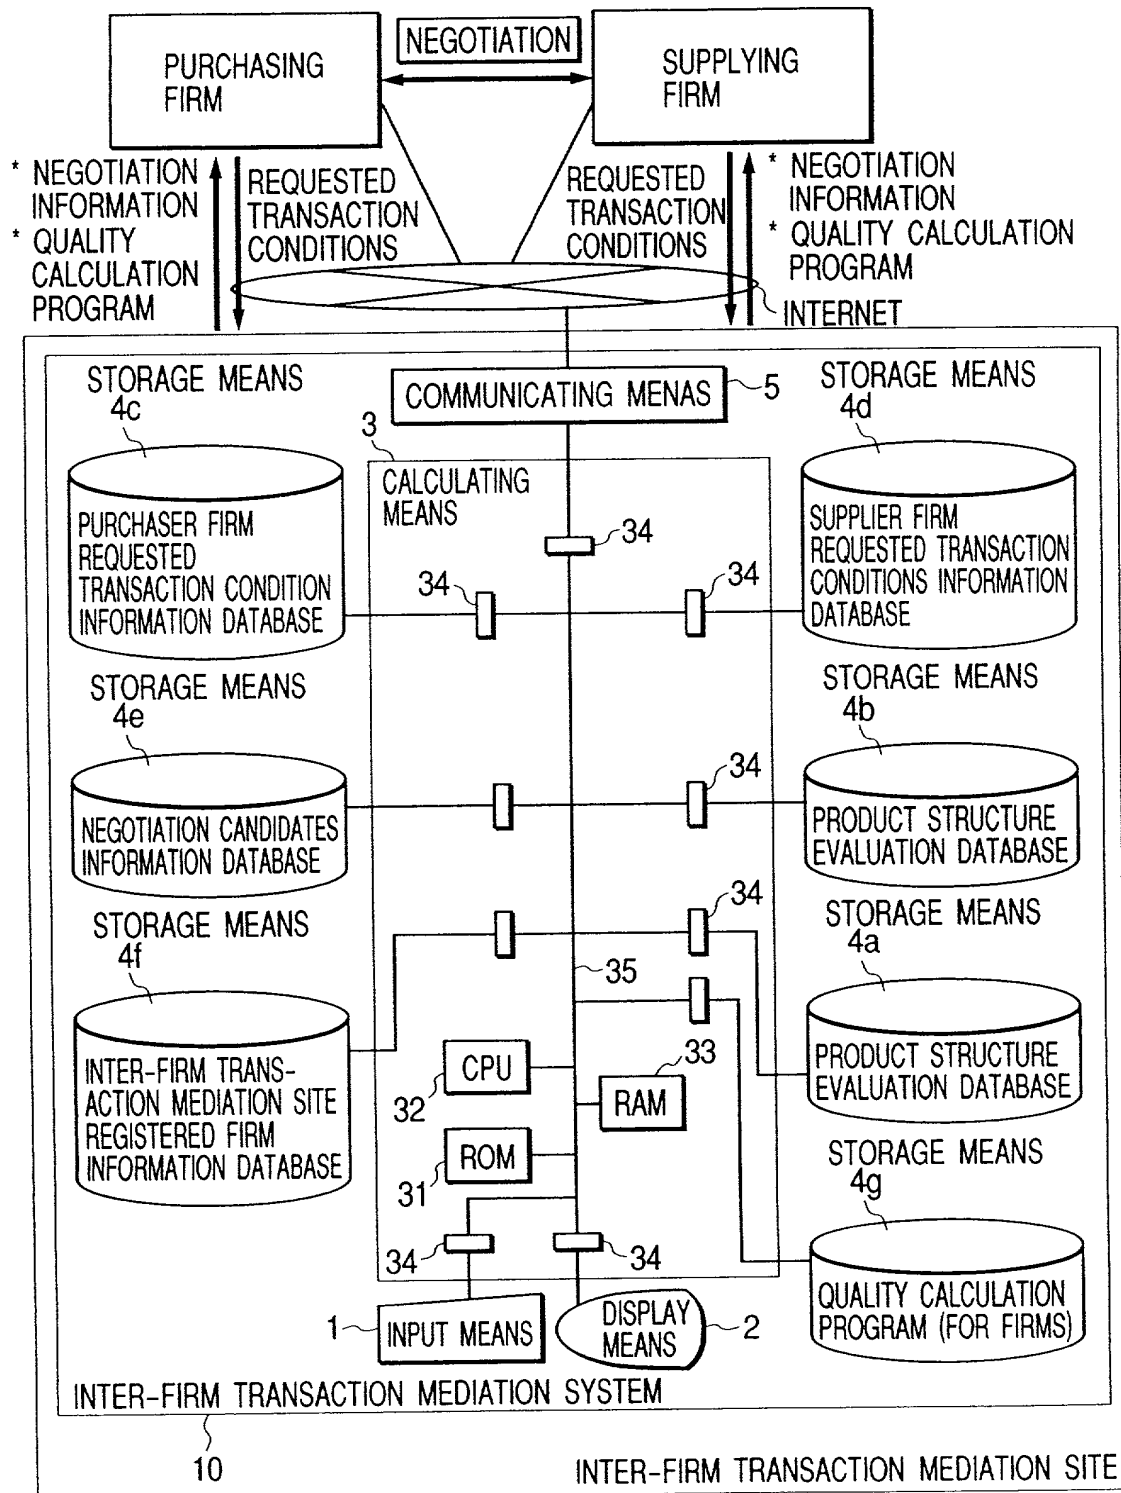 NEGOTIATION
PURCHASING
FIRM
SUPPLYING
FIRM
* NEGOTIATION
INFORMATION
* QUALITY
CALCULATION
PROGRAM
REQUESTED
TRANSACTION
CONDITIONS
REQUESTED
TRANSACTION
CONDITIONS
* NEGOTIATION
INFORMATION
* QUALITY CALCULATION
PROGRAM
INTERNET
STORAGE MEANS
4c
COMMUNICATING MENAS
5
STORAGE MEANS
4d
3
CALCULATING
MEANS
PURCHASER FIRM
REQUESTED
TRANSACTION CONDITION
INFORMATION DATABASE
34
34
34
SUPPLIER FIRM
REQUESTED TRANSACTION
CONDITIONS INFORMATION
DATABASE
STORAGE MEANS
4e
STORAGE MEANS
4b
34
NEGOTIATION CANDIDATES
INFORMATION DATABASE
PRODUCT STRUCTURE
EVALUATION DATABASE
STORAGE MEANS
4f
34
STORAGE MEANS
4a
35
INTER-FIRM TRANS-
ACTION MEDIATION SITE
REGISTERED FIRM
INFORMATION DATABASE
CPU
32
33
RAM
PRODUCT STRUCTURE
EVALUATION DATABASE
ROM
31
STORAGE MEANS
4g
34
34
QUALITY CALCULATION
PROGRAM (FOR FIRMS)
1
INPUT MEANS
DISPLAY
MEANS
2
INTER-FIRM TRANSACTION MEDIATION SYSTEM
10
INTER-FIRM TRANSACTION MEDIATION SITE